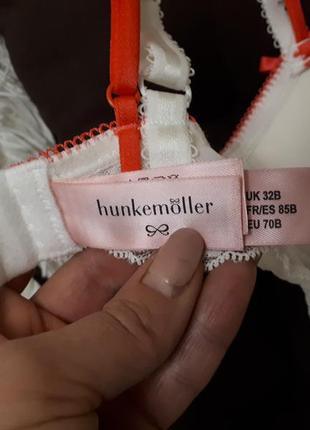 hunkemöller
UK 32B
FR/ES 85B
EU 70B